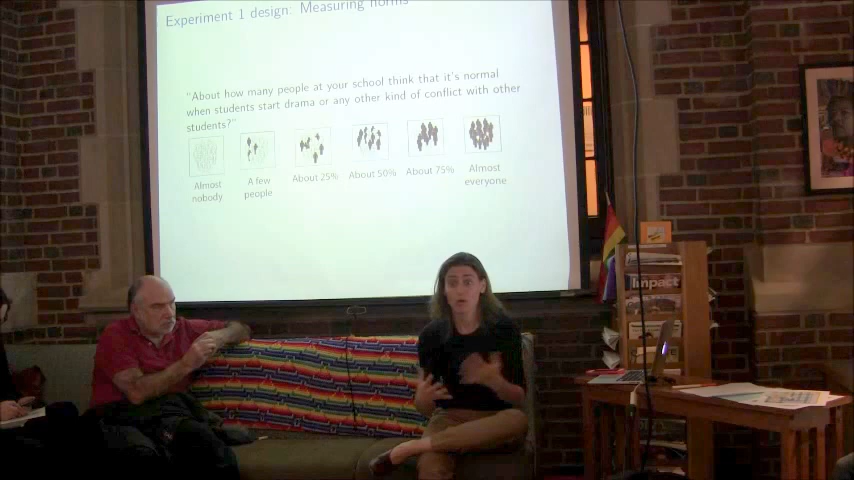 Experiment 1 design: Measuring norms
"About how many people at your school think that it's normal
when students start drama or any other kind of conflict with other
students?"
Almost
nobody
A few
people
About 25%
About 50%
About 75%
Almost
everyone
Impact